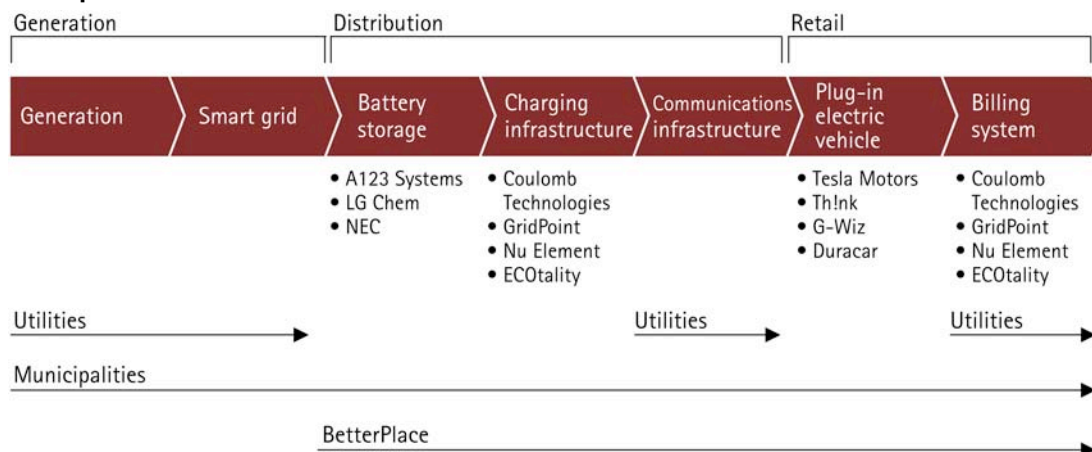 Generation
Distribution
Retail
Generation
Smart grid
Battery
storage
Charging
infrastructure
Communications
infrastructure
Plug-in
electric
vehicle
Billing
system
• A123 Systems
• LG Chem
• NEC
• Coulomb
Technologies
• GridPoint
• Nu Element
• ECOtality
• Tesla Motors
• Th!nk
• G-Wiz
• Duracar
• Coulomb
Technologies
• GridPoint
• Nu Element
• ECOtality
Utilities
Utilities
Utilities
Municipalities
BetterPlace